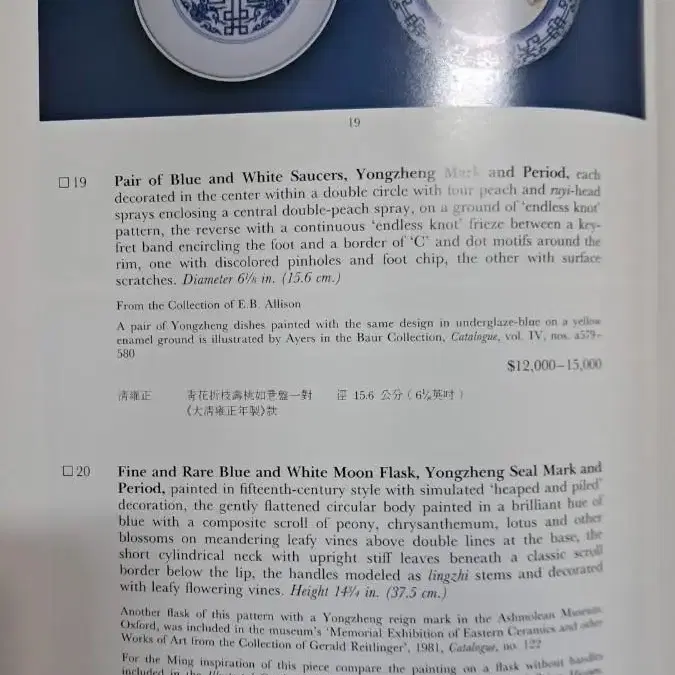 19
□ 19 Pair of Blue and White Saucers, Yongzheng Mark and Period, each
decorated in the center within a double circle with four peach and ruyi-head
sprays enclosing a central double-peach spray, on a ground of 'endless knot'
pattern, the reverse with a continuous 'endless knot' frieze between a key-
fret band encircling the foot and a border of 'C' and dot motifs around the
rim, one with discolored pinholes and foot chip, the other with surface
scratches. Diameter 6⅛ in. (15.6 cm.)
From the Collection of E.B. Allison
A pair of Yongzheng dishes painted with the same design in underglaze-blue on a yellow
enamel ground is illustrated by Ayers in the Baur Collection, Catalogue, vol. IV, nos. a579–
580
$12,000–15,000
清雍正 青花折枝壽桃如意盤一對 徑 15.6 公分（6⅛英吋）
《大清雍正年製》款
□ 20 Fine and Rare Blue and White Moon Flask, Yongzheng Seal Mark and
Period, painted in fifteenth-century style with simulated 'heaped and piled'
decoration, the gently flattened circular body painted in a brilliant hue of
blue with a composite scroll of peony, chrysanthemum, lotus and other
blossoms on meandering leafy vines above double lines at the base, the
short cylindrical neck with upright stiff leaves beneath a classic scroll
border below the lip, the handles modeled as lingzhi stems and decorated
with leafy flowering vines. Height 14¾ in. (37.5 cm.)
Another flask of this pattern with a Yongzheng reign mark in the Ashmolean Museum,
Oxford, was included in the museum's 'Memorial Exhibition of Eastern Ceramics and other
Works of Art from the Collection of Gerald Reitlinger', 1981, Catalogue, no. 122
For the Ming inspiration of this piece compare the painting on a flask without handles
included in the